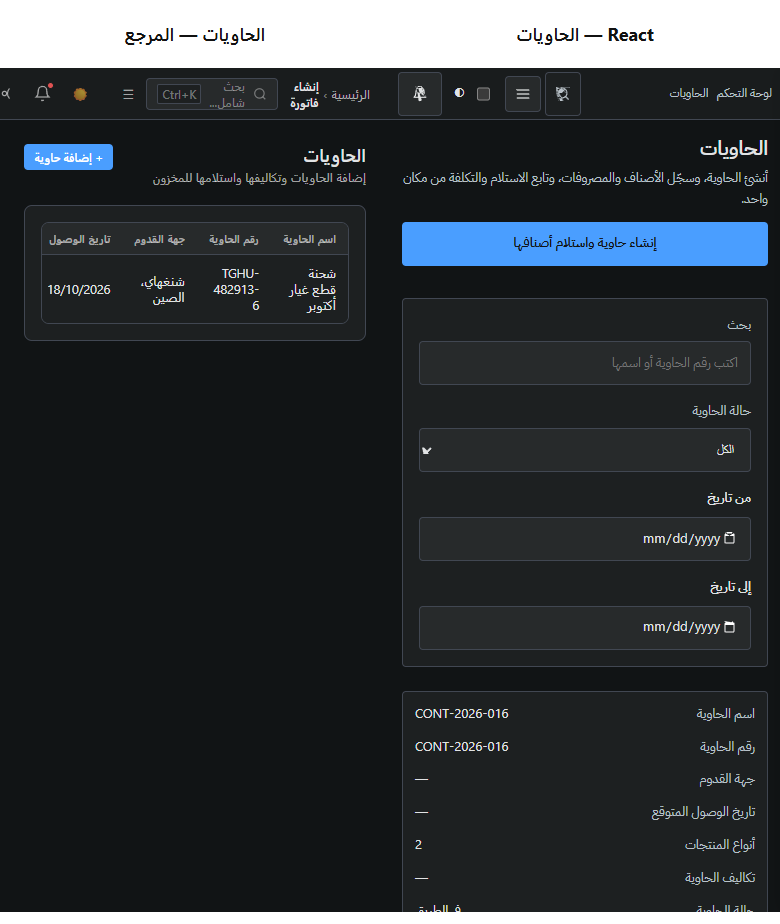 React — الحاويات
لوحة التحكم
الحاويات
الحاويات
أنشئ الحاوية، وسجّل الأصناف والمصروفات، وتابع الاستلام والتكلفة من مكان
واحد.
إنشاء حاوية واستلام أصنافها
بحث
اكتب رقم الحاوية أو اسمها
حالة الحاوية
الكل
من تاريخ
mm/dd/yyyy
إلى تاريخ
mm/dd/yyyy
اسم الحاوية CONT-2026-016
رقم الحاوية CONT-2026-016
جهة القدوم —
تاريخ الوصول المتوقع —
أنواع المنتجات 2
تكاليف الحاوية —
حالة الحاوية في الطريق
الحاويات — المرجع
الرئيسية › إنشاء
فاتورة
بحث
شامل...
Ctrl+K
الحاويات
إضافة الحاويات وتكاليفها واستلامها للمخزون
+ إضافة حاوية
اسم الحاوية رقم الحاوية جهة القدوم تاريخ الوصول
شحنة
قطع غيار
أكتوبر
TGHU-
482913-
6
شنغهاي،
الصين
18/10/2026